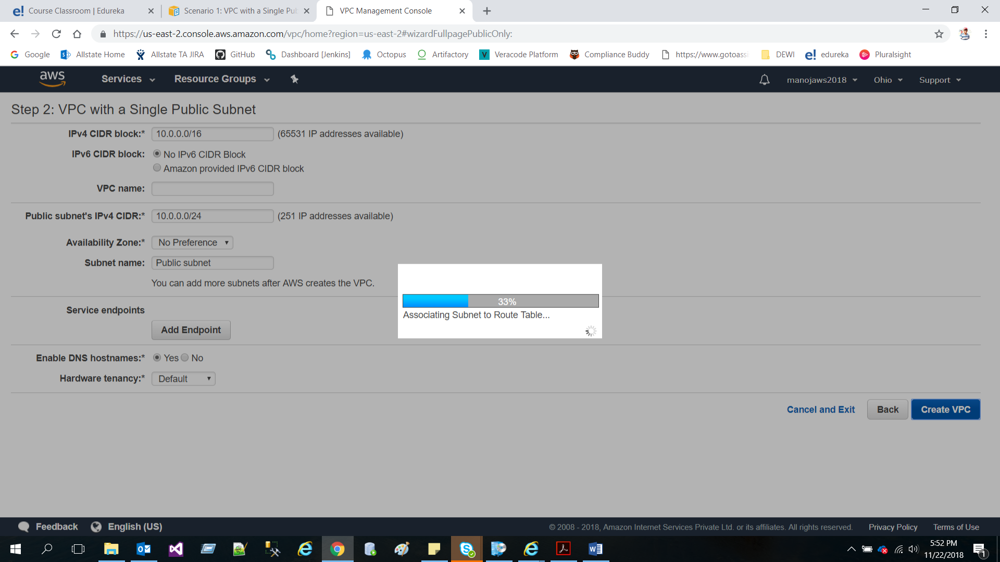 Course Classroom | Edureka
Scenario 1: VPC with a Single Pub
VPC Management Console
https://us-east-2.console.aws.amazon.com/vpc/home?region=us-east-2#wizardFullpagePublicOnly:
Google
Allstate Home
Allstate TA JIRA
GitHub
Dashboard [Jenkins]
Octopus
Artifactory
Veracode Platform
Compliance Buddy
https://www.gotoassi
DEWI
edureka
Pluralsight
aws
Services
Resource Groups
manojaws2018
Ohio
Support
Step 2: VPC with a Single Public Subnet
IPv4 CIDR block:* 10.0.0.0/16 (65531 IP addresses available)
IPv6 CIDR block: No IPv6 CIDR Block
Amazon provided IPv6 CIDR block
VPC name:
Public subnet's IPv4 CIDR:* 10.0.0.0/24 (251 IP addresses available)
Availability Zone:* No Preference
Subnet name: Public subnet
You can add more subnets after AWS creates the VPC.
33%
Associating Subnet to Route Table...
Service endpoints
Add Endpoint
Enable DNS hostnames:* Yes No
Hardware tenancy:* Default
Cancel and Exit
Back
Create VPC
Feedback
English (US)
© 2008 - 2018, Amazon Internet Services Private Ltd. or its affiliates. All rights reserved.
Privacy Policy
Terms of Use
5:52 PM
11/22/2018
1